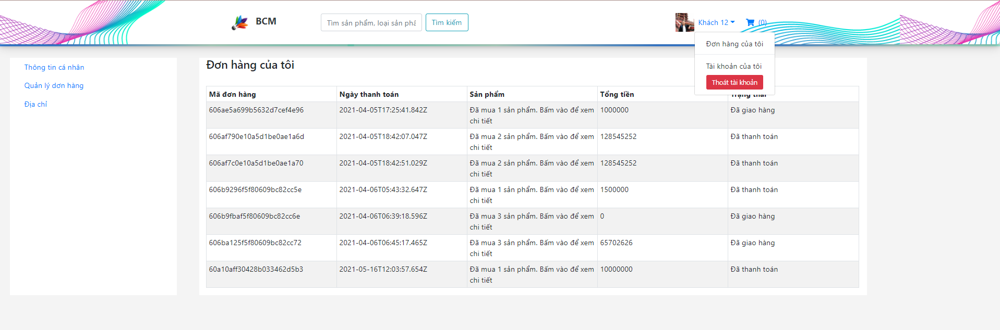 BCM
Tìm sản phẩm, loại sản phẩ
Tìm kiếm
Khách 12
(0)
Đơn hàng của tôi
Tài khoản của tôi
Thoát tài khoản
Thông tin cá nhân
Quản lý dơn hàng
Địa chỉ
Đơn hàng của tôi
Mã đơn hàng Ngày thanh toán Sản phẩm Tổng tiền Trạng thái
606ae5a699b5632d7cef4e96 2021-04-05T17:25:41.842Z Đã mua 1 sản phẩm. Bấm vào để xem 1000000 Đã giao hàng
chi tiết
606af790e10a5d1be0ae1a6d 2021-04-05T18:42:07.047Z Đã mua 2 sản phẩm. Bấm vào để xem 128545252 Đã thanh toán
chi tiết
606af7c0e10a5d1be0ae1a70 2021-04-05T18:42:51.029Z Đã mua 2 sản phẩm. Bấm vào để xem 128545252 Đã thanh toán
chi tiết
606b9296f5f80609bc82cc5e 2021-04-06T05:43:32.647Z Đã mua 1 sản phẩm. Bấm vào để xem 1500000 Đã thanh toán
chi tiết
606b9fbaf5f80609bc82cc6e 2021-04-06T06:39:18.596Z Đã mua 3 sản phẩm. Bấm vào để xem 0 Đã giao hàng
chi tiết
606ba125f5f80609bc82cc72 2021-04-06T06:45:17.465Z Đã mua 3 sản phẩm. Bấm vào để xem 65702626 Đã giao hàng
chi tiết
60a10aff30428b033462d5b3 2021-05-16T12:03:57.654Z Đã mua 1 sản phẩm. Bấm vào để xem 10000000 Đã thanh toán
chi tiết